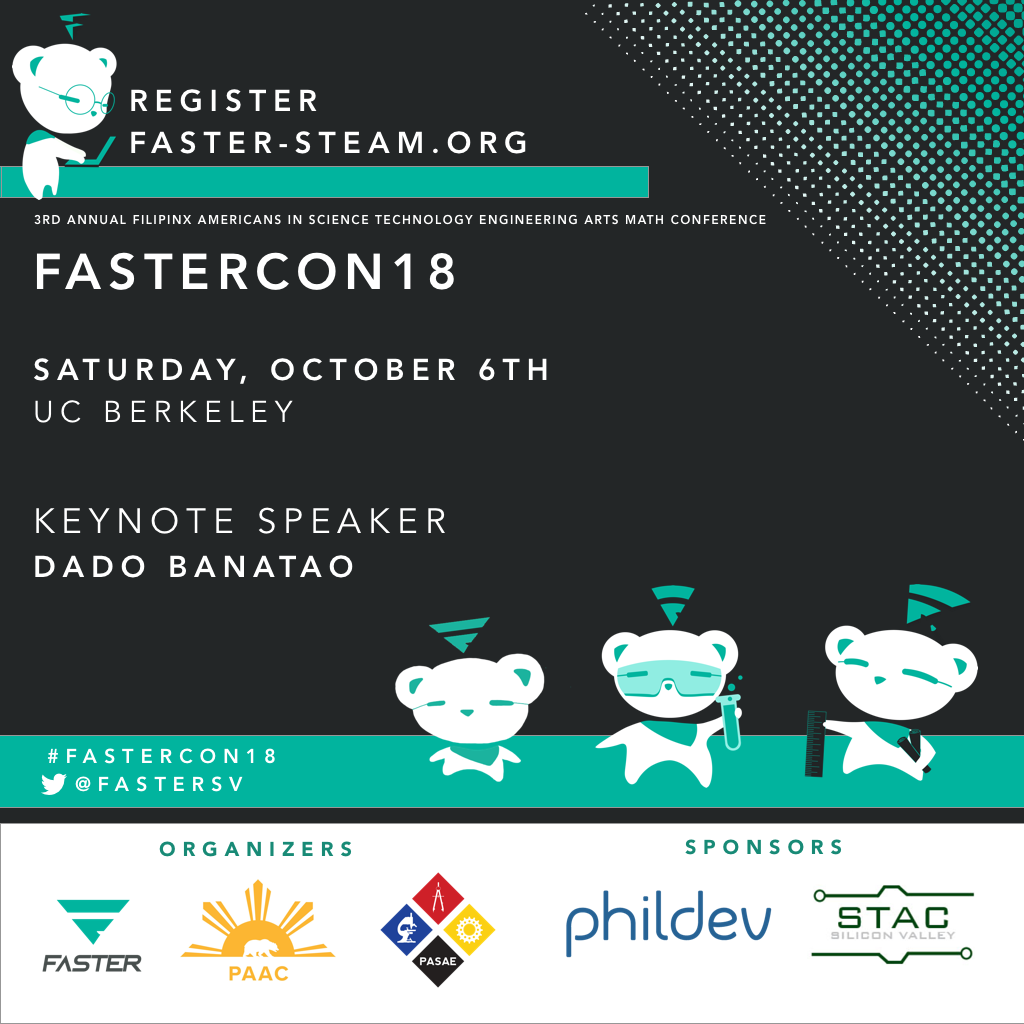 REGISTER
FASTER-STEAM.ORG
3RD ANNUAL FILIPINX AMERICANS IN SCIENCE TECHNOLOGY ENGINEERING ARTS MATH CONFERENCE
FASTERCON18
SATURDAY, OCTOBER 6TH
UC BERKELEY
KEYNOTE SPEAKER
DADO BANATAO
#FASTERCON18
@FASTERSV
ORGANIZERS
SPONSORS
FASTER
PAAC
PASAE
phildev
STAC
SILICON VALLEY